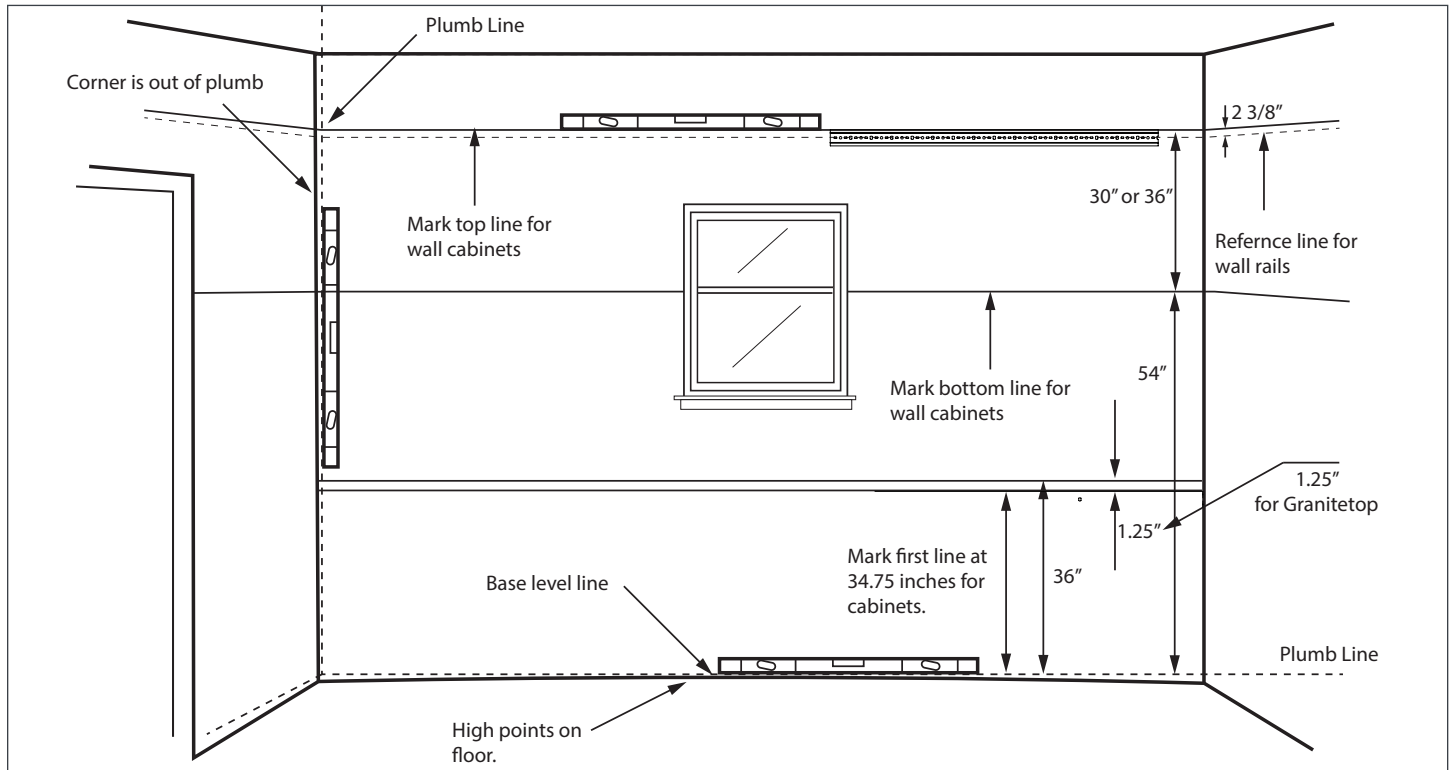 Plumb Line
Corner is out of plumb
2 3/8”
30” or 36”
Mark top line for
wall cabinets
Refernce line for
wall rails
54”
Mark bottom line for
wall cabinets
1.25”
for Granitetop
1.25”
Mark first line at
34.75 inches for
cabinets.
36”
Base level line
Plumb Line
High points on
floor.